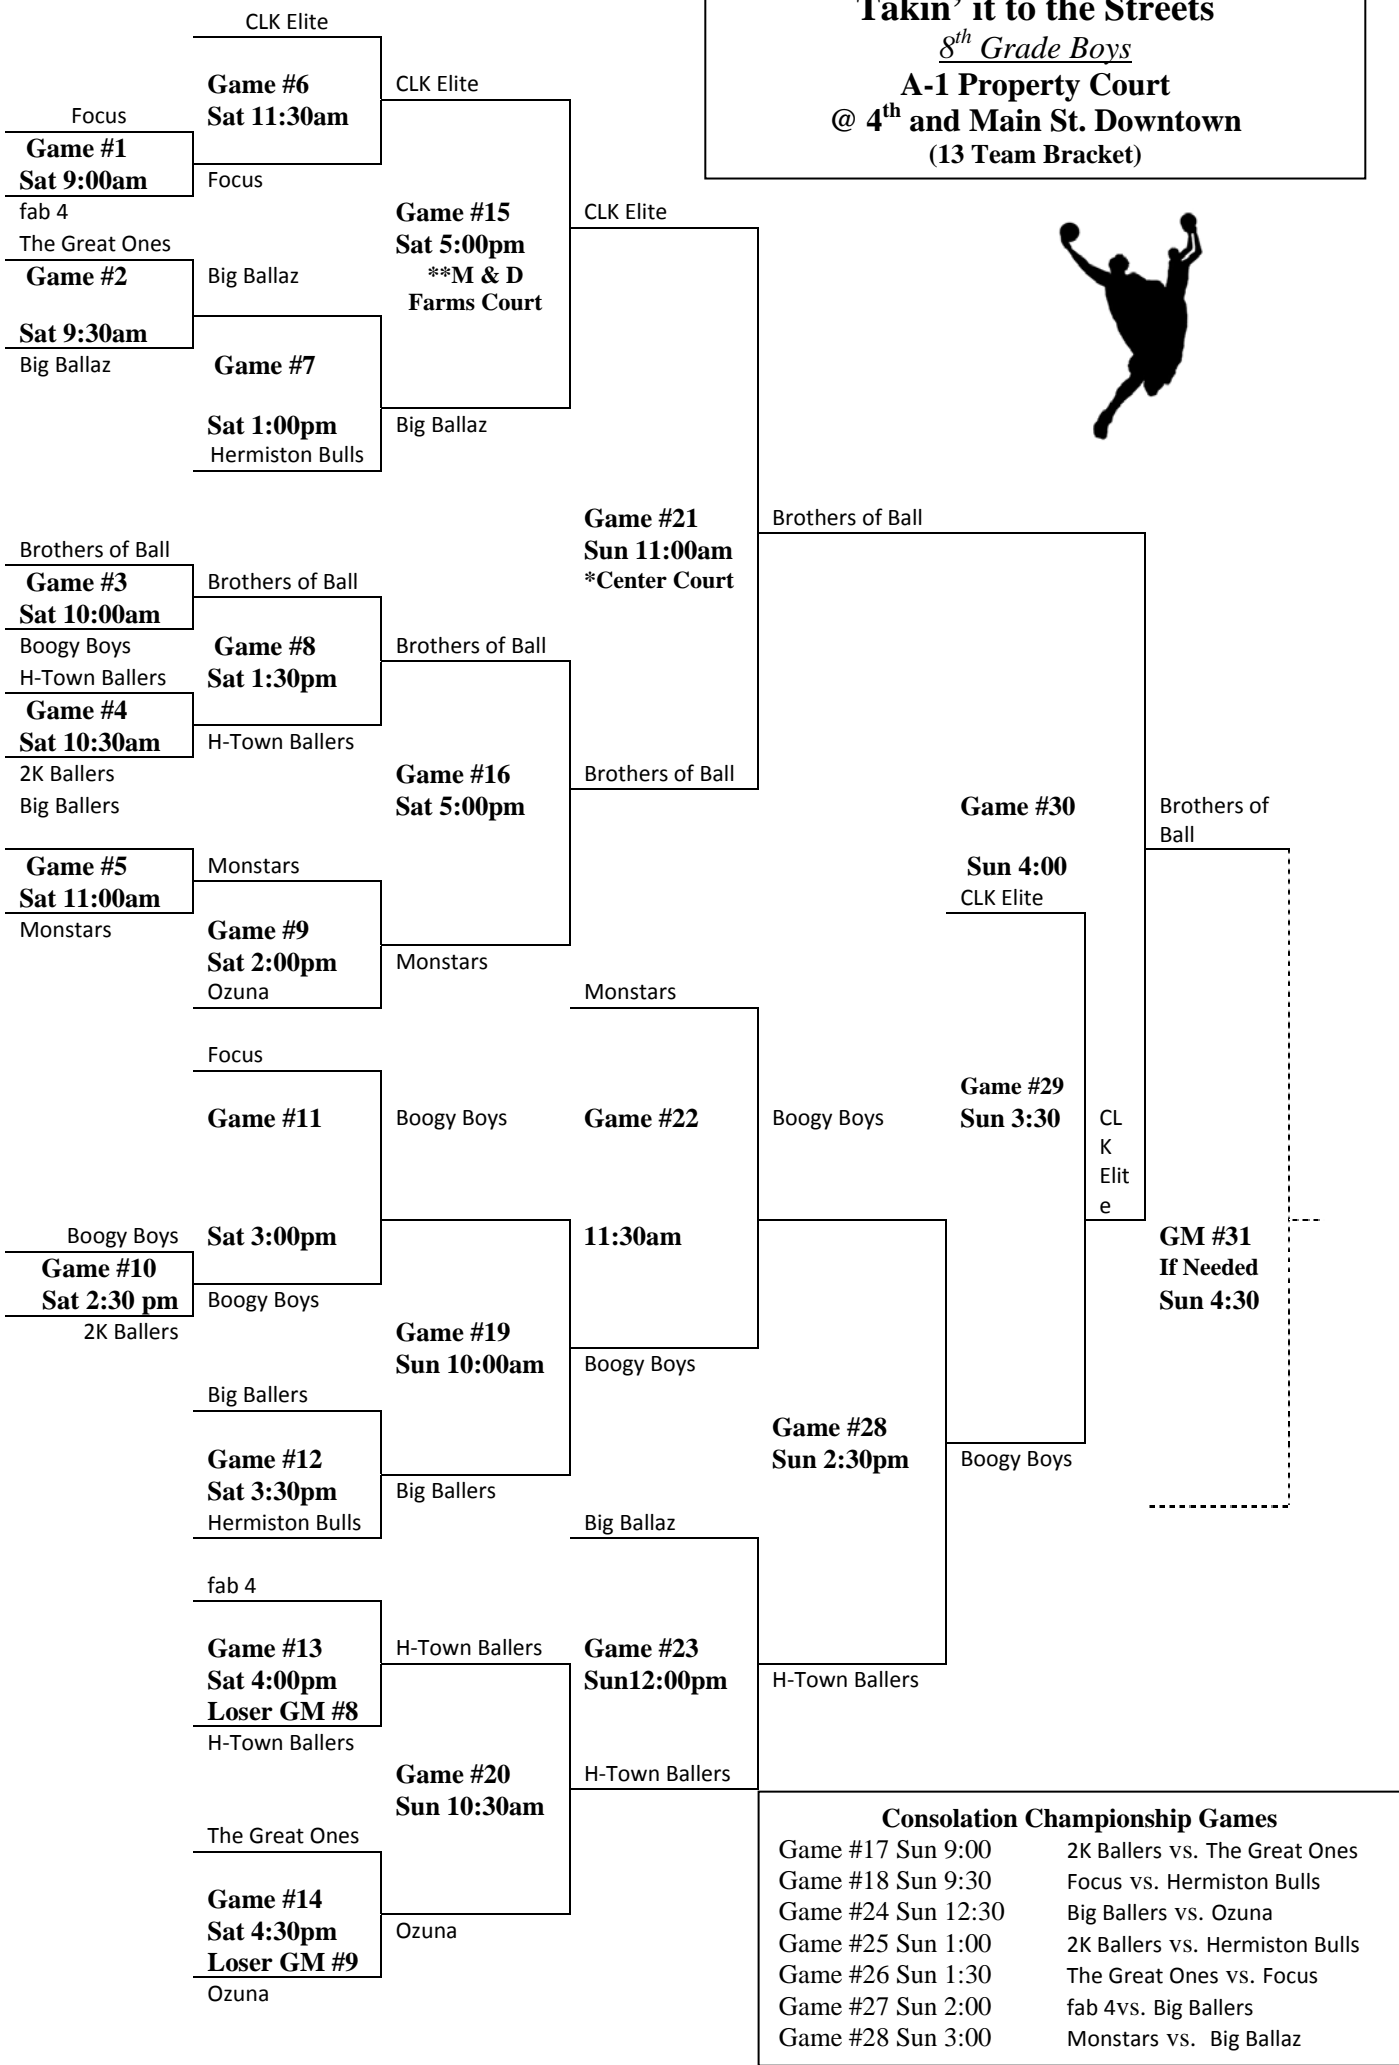 Takin' it to the Streets
8th Grade Boys
A-1 Property Court
@ 4th and Main St. Downtown
(13 Team Bracket)
CLK Elite
Game #6
Sat 11:30am
CLK Elite
Focus
Game #1
Sat 9:00am
Focus
fab 4
The Great Ones
Game #2
Sat 9:30am
Big Ballaz
Big Ballaz
Game #7
Sat 1:00pm
Hermiston Bulls
Game #15
Sat 5:00pm
**M & D
Farms Court
CLK Elite
Big Ballaz
Game #21
Sun 11:00am
*Center Court
Brothers of Ball
Brothers of Ball
Game #3
Sat 10:00am
Boogy Boys
Brothers of Ball
Game #8
Sat 1:30pm
Brothers of Ball
H-Town Ballers
Game #4
Sat 10:30am
2K Ballers
H-Town Ballers
Game #16
Sat 5:00pm
Brothers of Ball
Big Ballers
Game #5
Sat 11:00am
Monstars
Monstars
Game #9
Sat 2:00pm
Ozuna
Monstars
Game #30
Sun 4:00
Brothers of
Ball
CLK Elite
Monstars
Focus
Game #11
Sat 3:00pm
Boogy Boys
Game #22
11:30am
Boogy Boys
Game #29
Sun 3:30
CL
K
Elit
e
Boogy Boys
Game #10
Sat 2:30 pm
2K Ballers
Boogy Boys
Game #19
Sun 10:00am
Boogy Boys
GM #31
If Needed
Sun 4:30
Big Ballers
Game #12
Sat 3:30pm
Hermiston Bulls
Big Ballers
Game #28
Sun 2:30pm
Boogy Boys
Big Ballaz
fab 4
Game #13
Sat 4:00pm
Loser GM #8
H-Town Ballers
H-Town Ballers
Game #23
Sun12:00pm
H-Town Ballers
Game #20
Sun 10:30am
H-Town Ballers
The Great Ones
Game #14
Sat 4:30pm
Loser GM #9
Ozuna
Ozuna
Consolation Championship Games
Game #17 Sun 9:00 2K Ballers vs. The Great Ones
Game #18 Sun 9:30 Focus vs. Hermiston Bulls
Game #24 Sun 12:30 Big Ballers vs. Ozuna
Game #25 Sun 1:00 2K Ballers vs. Hermiston Bulls
Game #26 Sun 1:30 The Great Ones vs. Focus
Game #27 Sun 2:00 fab 4vs. Big Ballers
Game #28 Sun 3:00 Monstars vs. Big Ballaz